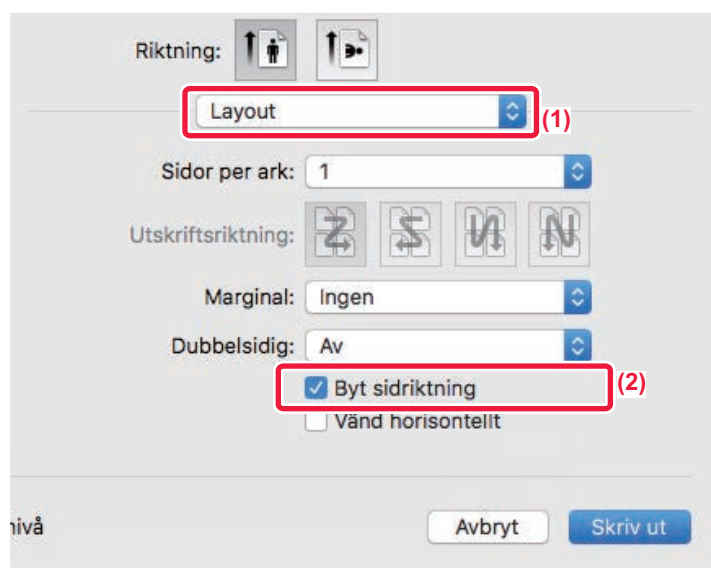 Riktning:
Layout
(1)
Sidor per ark: 1
Utskriftsriktning:
Marginal: Ingen
Dubbelsidig: Av
Byt sidriktning
(2)
Vänd horisontellt
nivå
Avbryt
Skriv ut